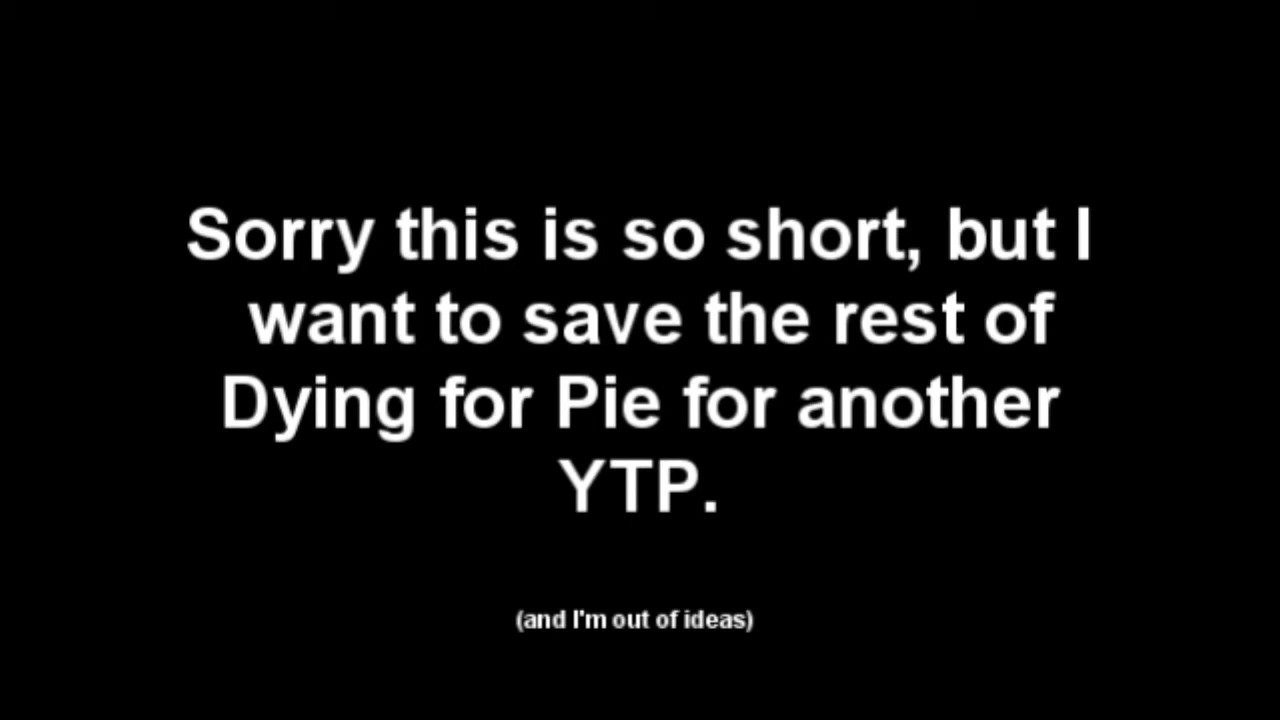 Sorry this is so short, but I
want to save the rest of
Dying for Pie for another
YTP.
(and I'm out of ideas)